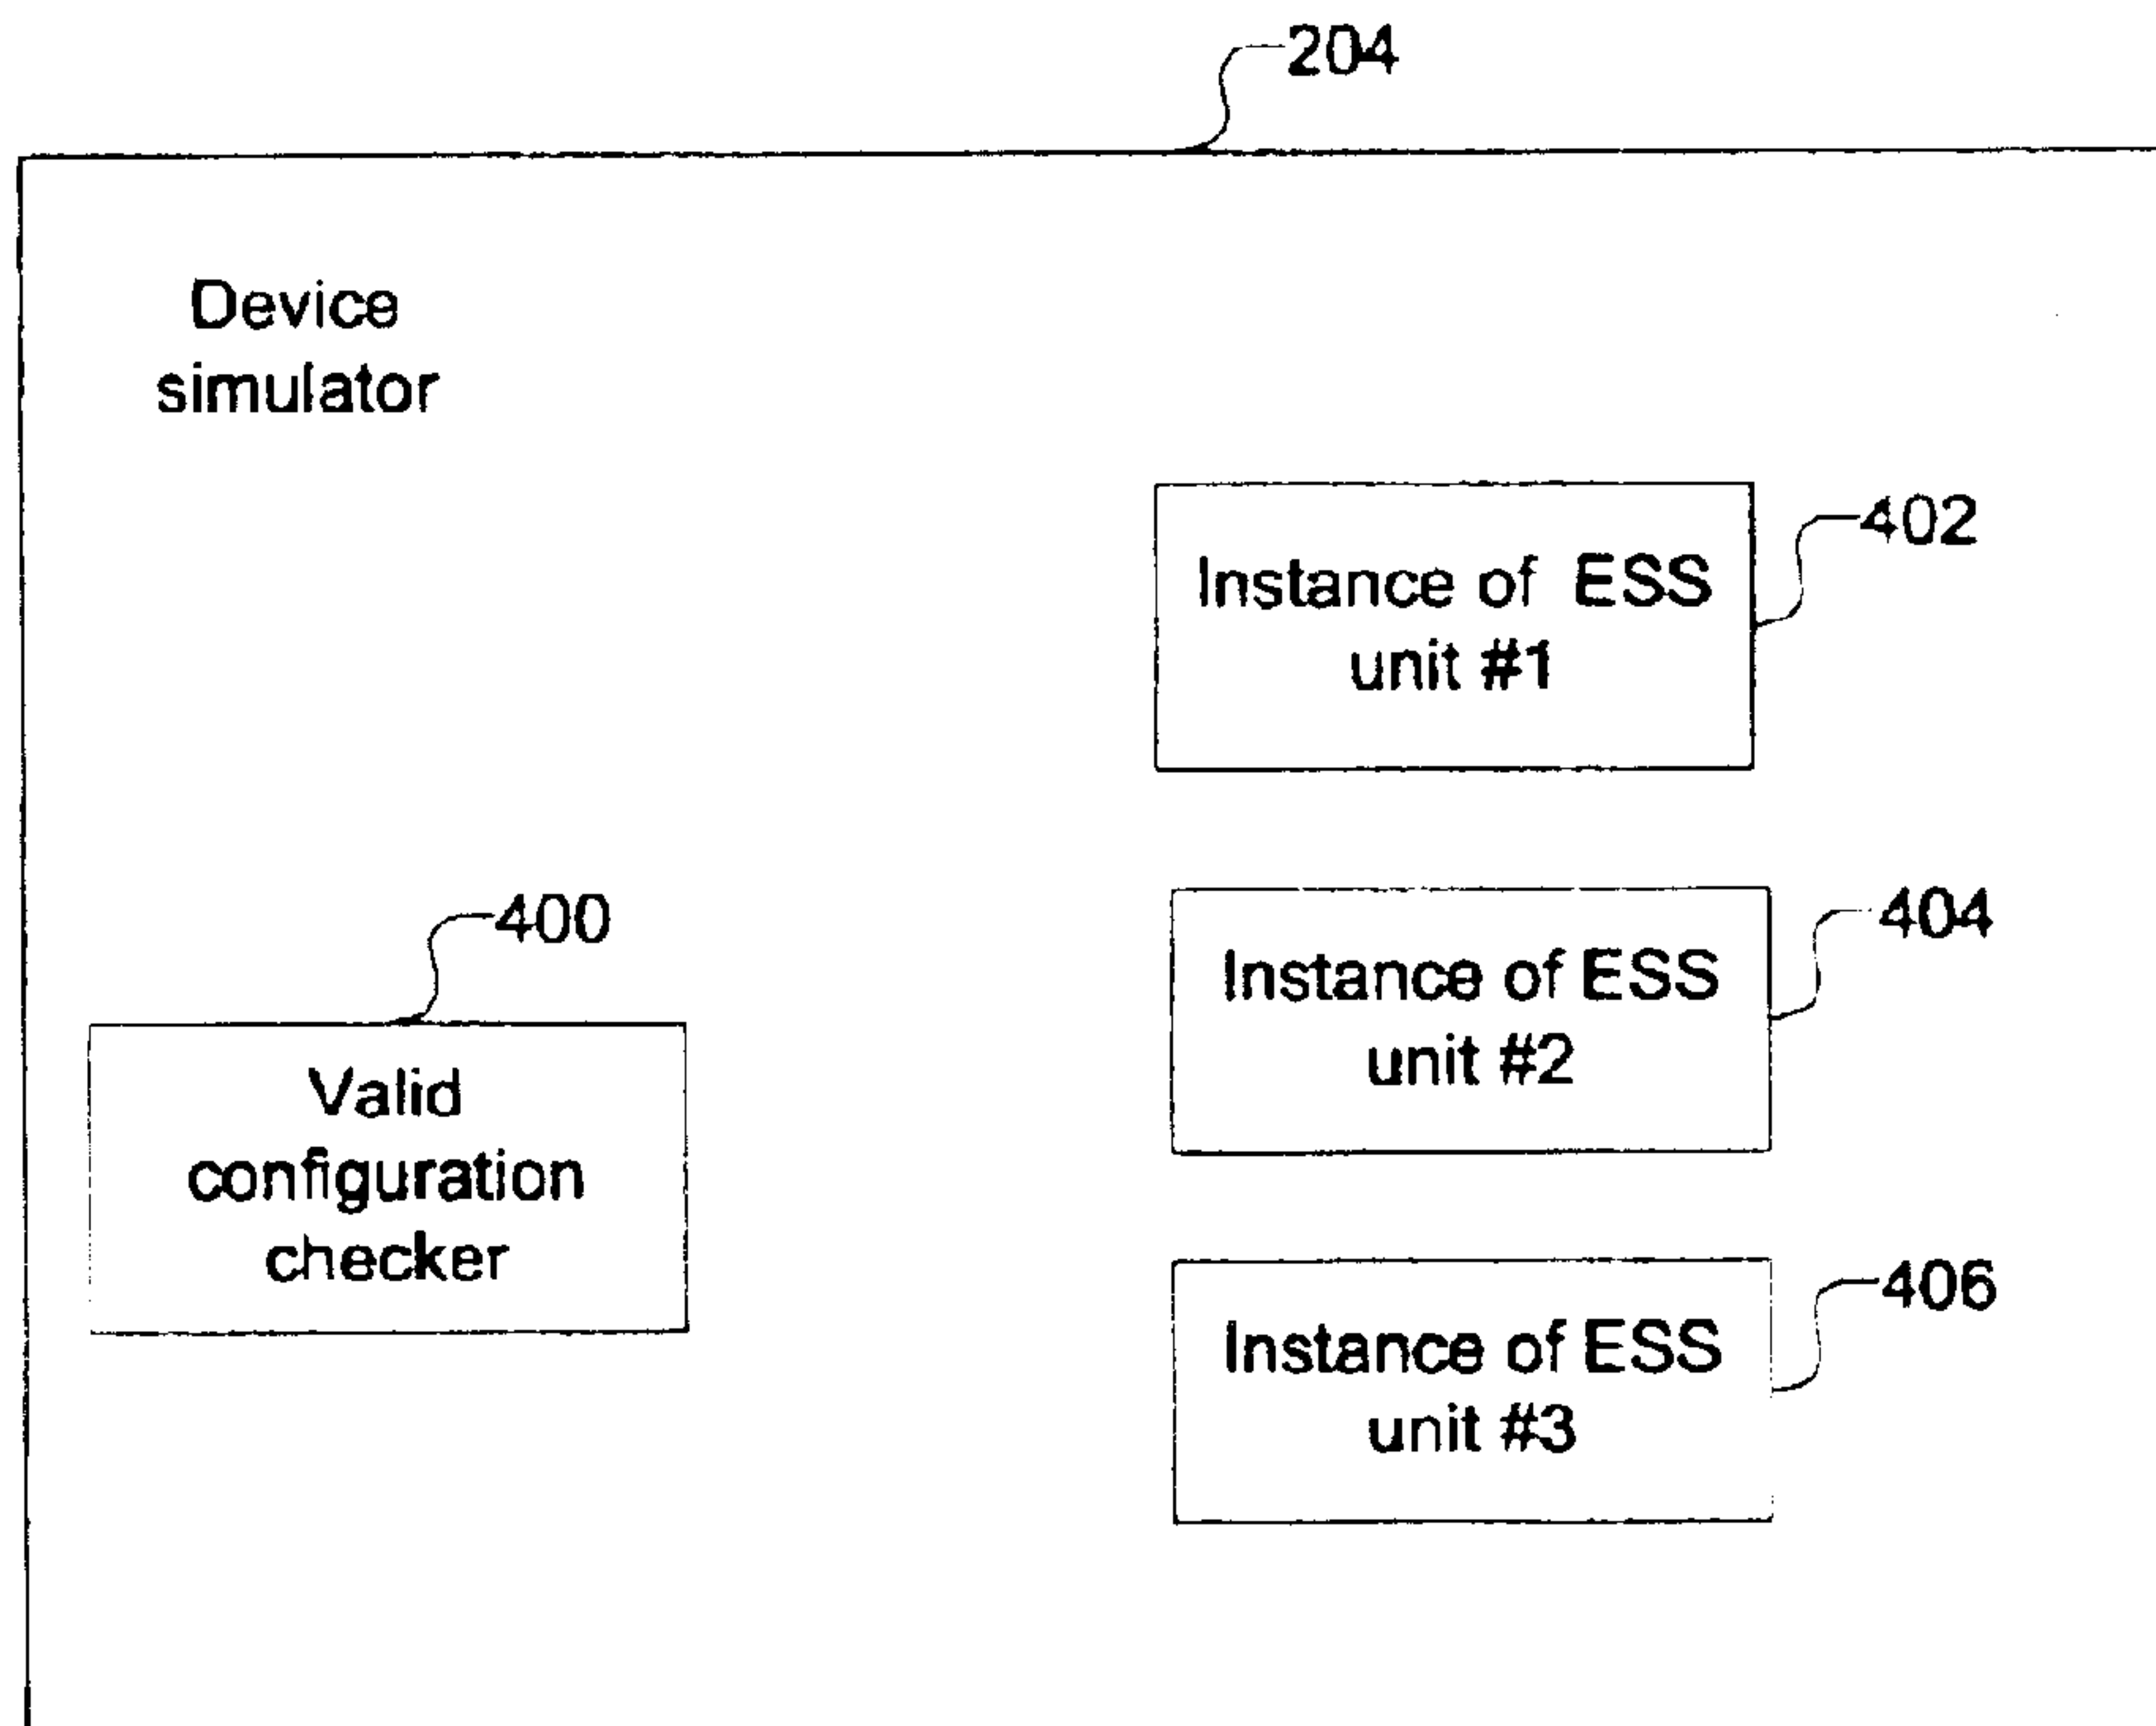 204
Device
simulator
402
Instance of ESS
unit #1
400
404
Instance of ESS
unit #2
Valid
configuration
checker
406
Instance of ESS
unit #3